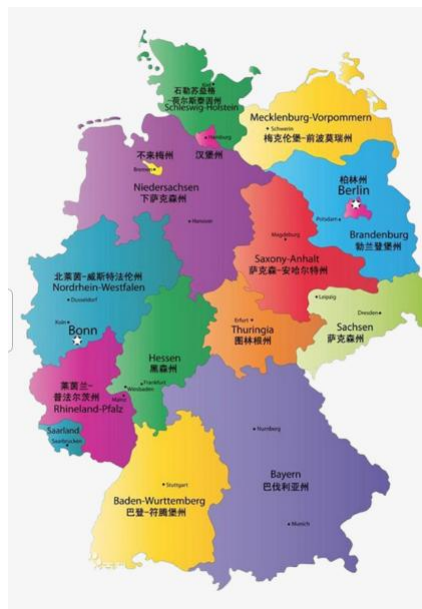 Kiel
石勒苏益格
-荷尔斯泰因州
Schleswig-Holstein
Mecklenburg-Vorpommern
Schwerin
梅克伦堡-前波莫瑞州
Hamburg
汉堡州
不来梅州
Bremen
Niedersachsen
下萨克森州
Hannover
柏林州
Berlin
Potsdam
Brandenburg
勃兰登堡州
Magdeburg
Saxony-Anhalt
萨克森-安哈尔特州
北莱茵-威斯特法伦州
Nordrhein-Westfalen
Dusseldorf
Koln
Bonn
Leipzig
Dresden
Sachsen
萨克森州
Erfurt
Thuringia
图林根州
Hessen
黑森州
Frankfurt
Wiesbaden
Mainz
莱茵兰-
普法尔茨州
Rhineland-Pfalz
Saarland
Saarbrucken
Nurnberg
Bayern
巴伐利亚州
Munich
Stuttgart
Baden-Wurttemberg
巴登-符腾堡州